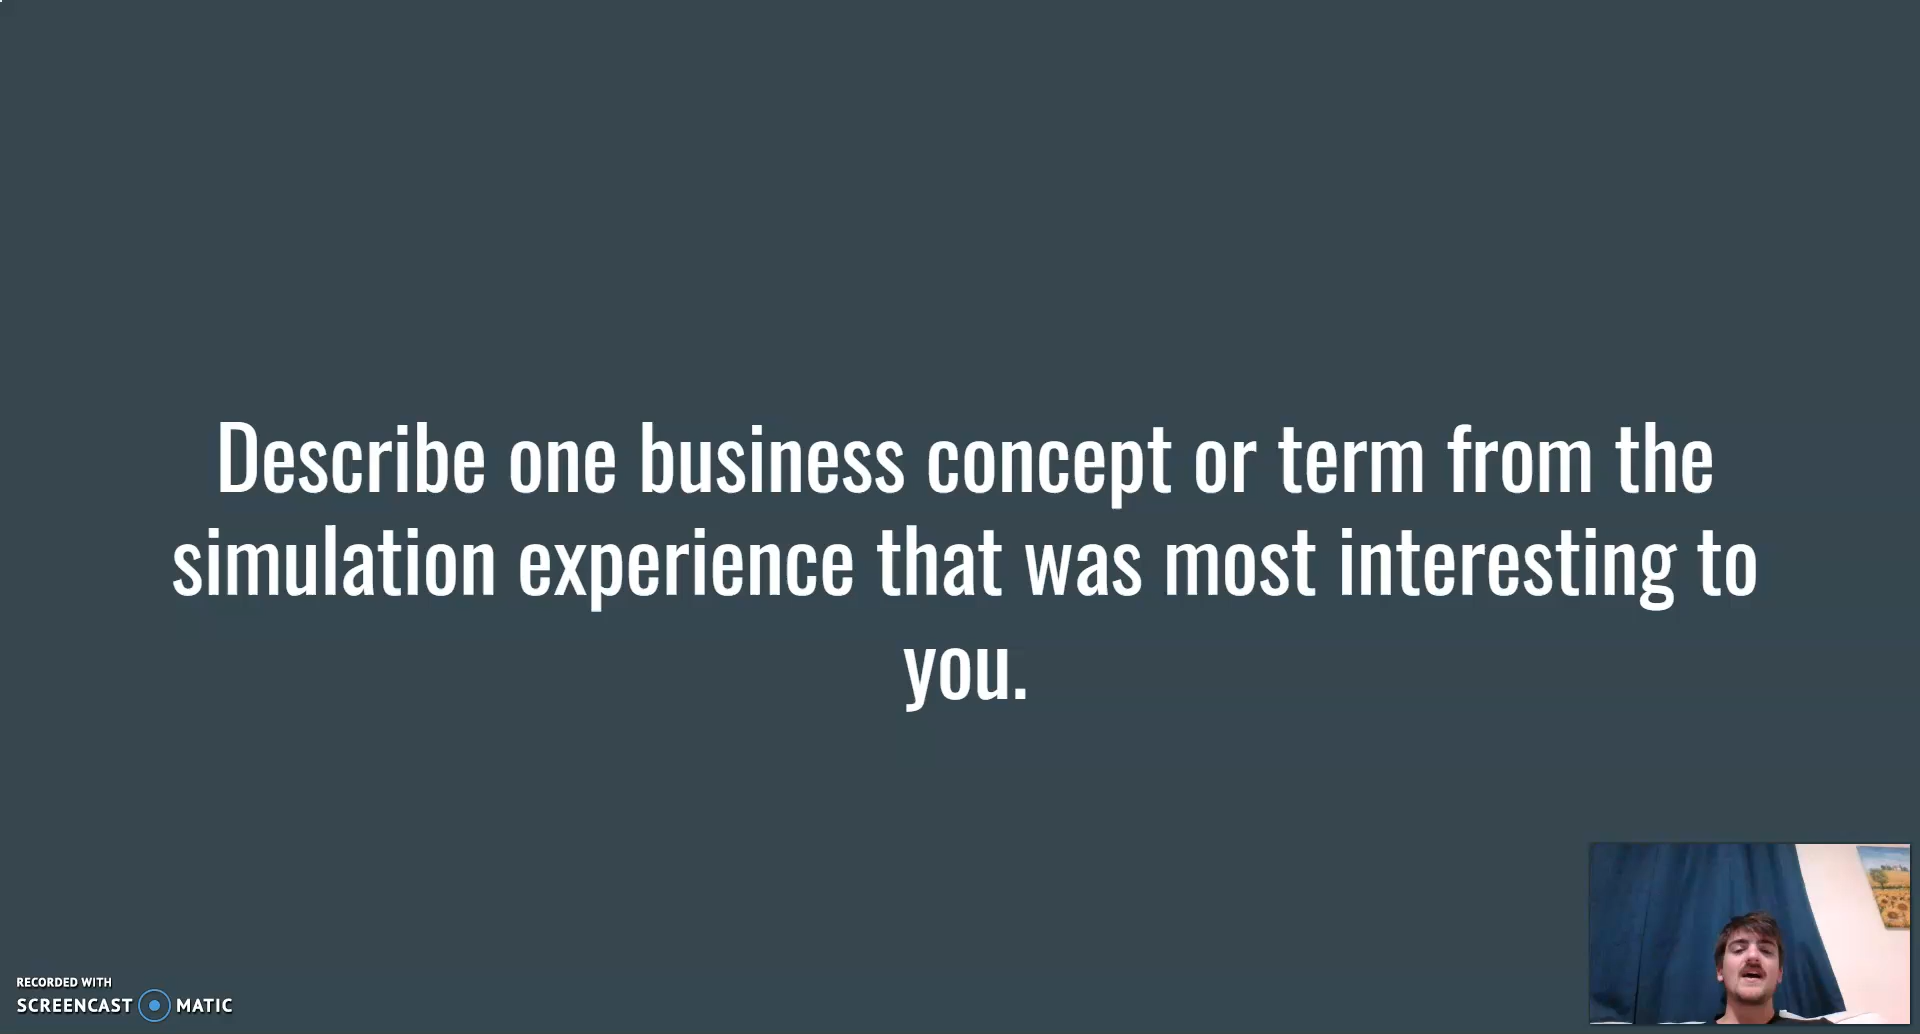 Describe one business concept or term from the
simulation experience that was most interesting to
you.
RECORDED WITH
SCREENCAST MATIC